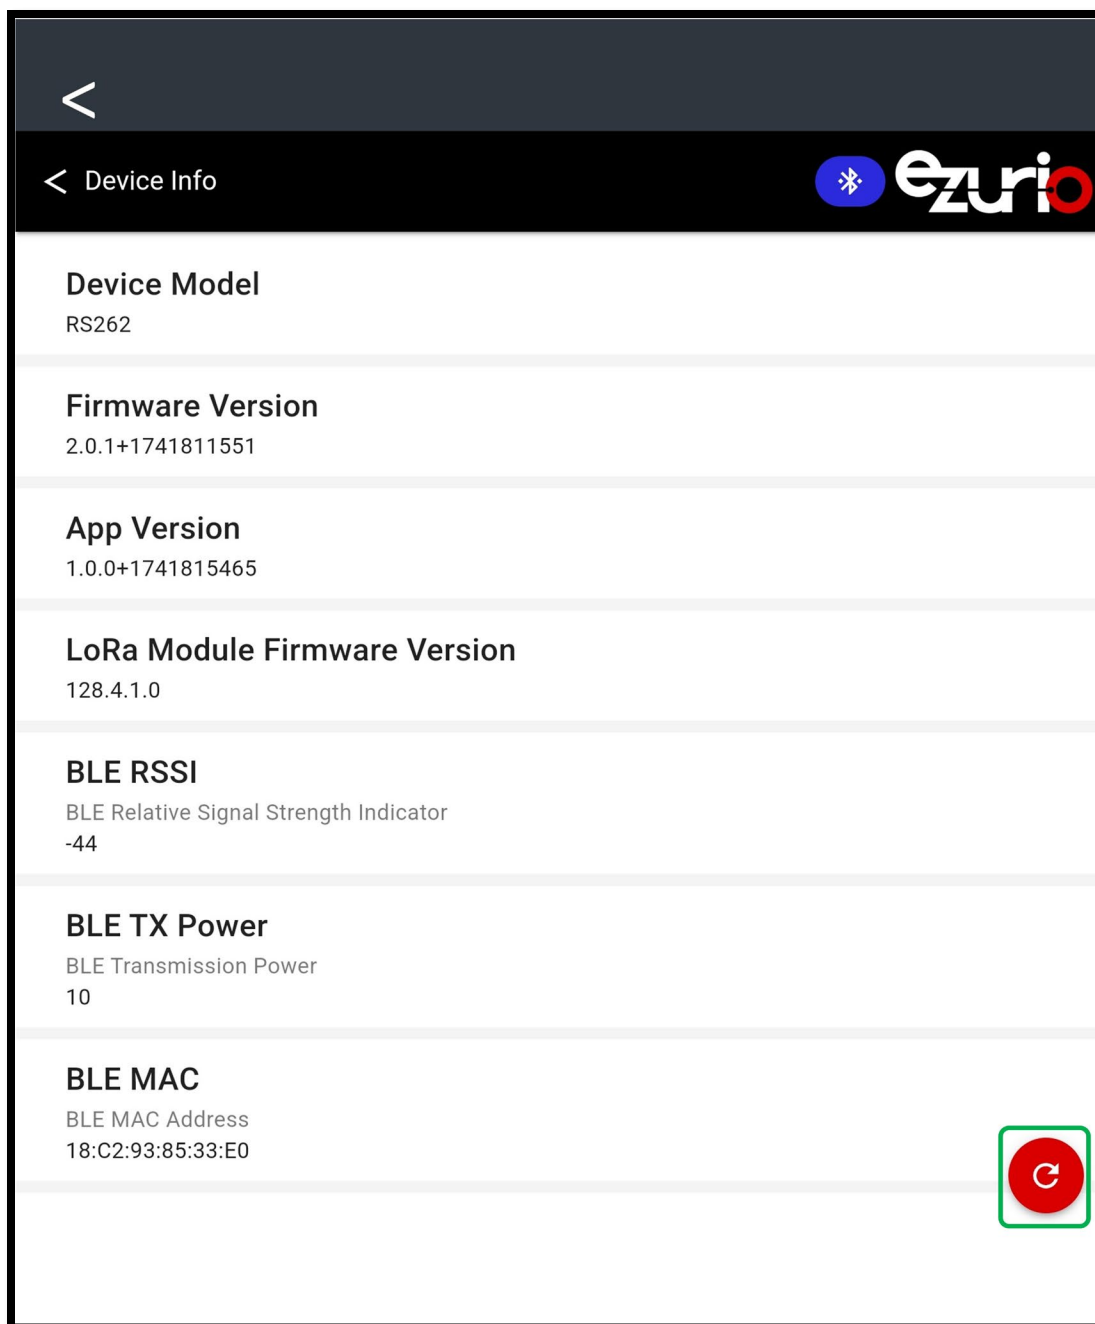 <
< Device Info
ezurio
Device Model
RS262
Firmware Version
2.0.1+1741811551
App Version
1.0.0+1741815465
LoRa Module Firmware Version
128.4.1.0
BLE RSSI
BLE Relative Signal Strength Indicator
-44
BLE TX Power
BLE Transmission Power
10
BLE MAC
BLE MAC Address
18:C2:93:85:33:E0